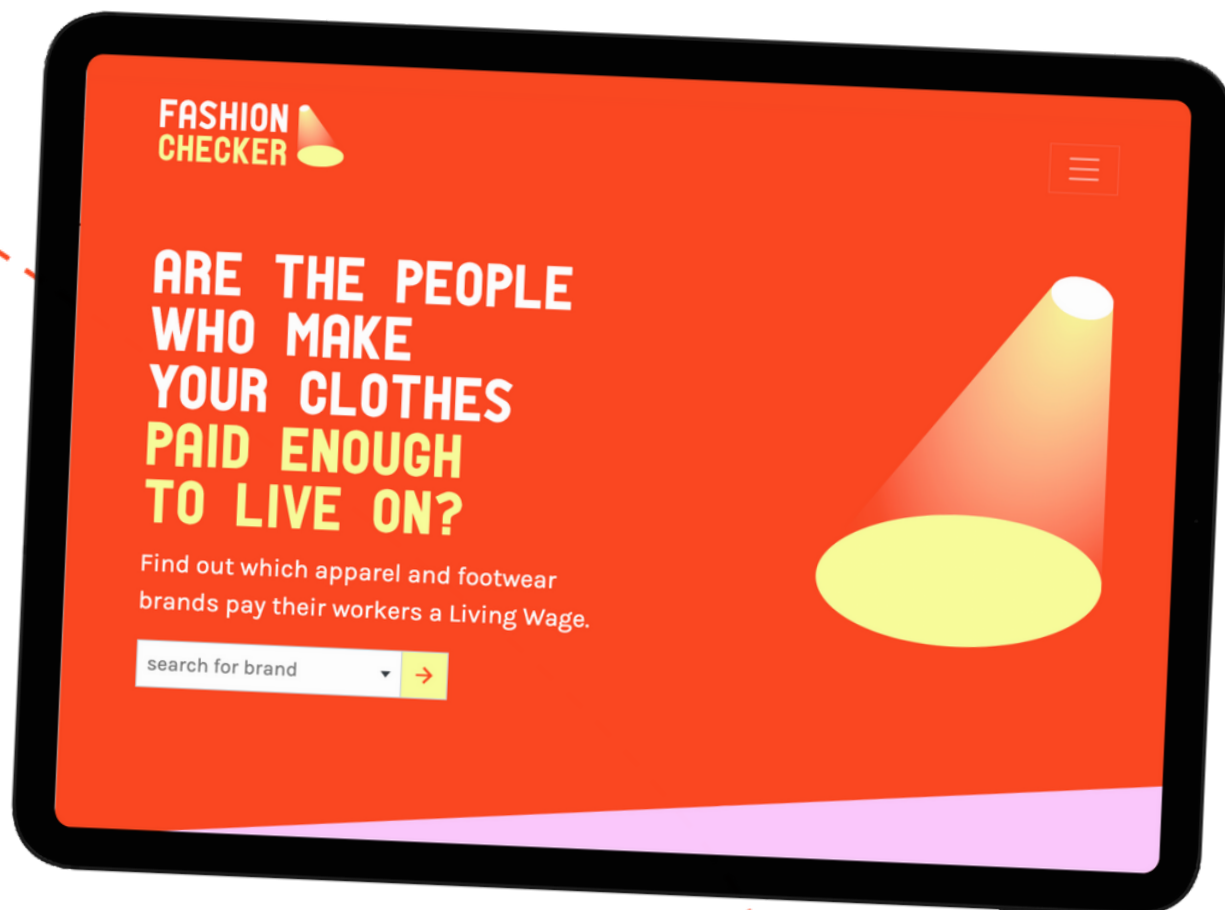 FASHION
CHECKER
ARE THE PEOPLE
WHO MAKE
YOUR CLOTHES
PAID ENOUGH
TO LIVE ON?
Find out which apparel and footwear
brands pay their workers a Living Wage.
search for brand